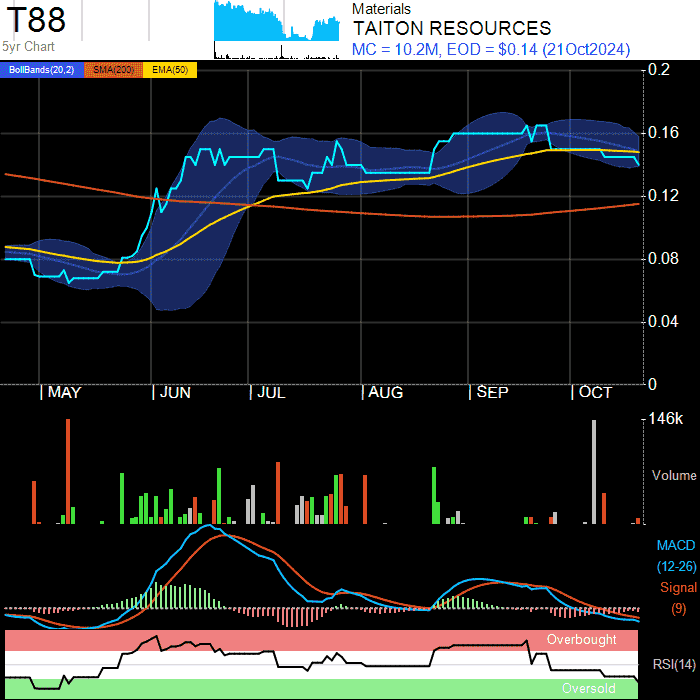 T88
5yr Chart
Materials
TAITON RESOURCES
MC = 10.2M, EOD = $0.14 (21Oct2024)
BollBands(20,2) SMA(200) EMA(50)
0.2
0.16
0.12
0.08
0.04
0
MAY JUN JUL AUG SEP OCT
146k
Volume
MACD
(12-26)
Signal
(9)
Overbought
RSI(14)
Oversold